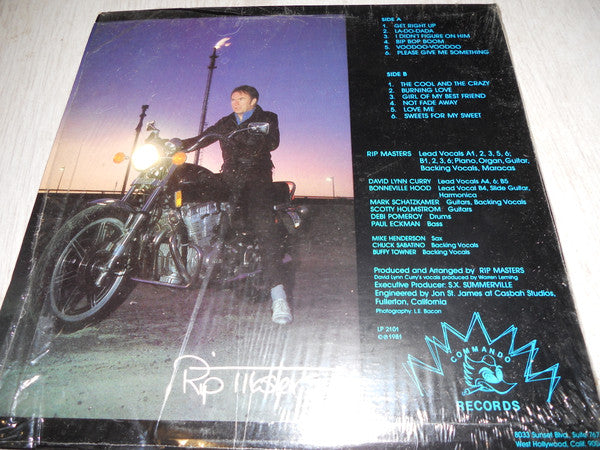 SIDE A
1. GET RIGHT UP
2. LA-DO-DADA
3. I DIDN'T FIGURE ON HIM
4. BIP BOP BOOM
5. VOODOO-VOODOO
6. PLEASE GIVE ME SOMETHING
SIDE B
1. THE COOL AND THE CRAZY
2. BURNING LOVE
3. GIRL OF MY BEST FRIEND
4. NOT FADE AWAY
5. LOVE ME
6. SWEETS FOR MY SWEET
RIP MASTERS Lead Vocals A1, 2, 3, 5, 6;
B1, 2, 3, 6; Piano, Organ, Guitar,
Backing Vocals, Maracas
DAVID LYNN CURRY Lead Vocals A4, 6; B5
BONNEVILLE HOOD Lead Vocal B4, Slide Guitar,
Harmonica
MARK SCHATZKAMER Guitars, Backing Vocals
SCOTTY HOLMSTROM Guitars
DEBI POMEROY Drums
PAUL ECKMAN Bass
MIKE HENDERSON Sax
CHUCK SABATINO Backing Vocals
BUFFY TOWNER Backing Vocals
Produced and Arranged by RIP MASTERS
David Lynn Curry's vocals produced by Warren Leming
Executive Producer: S.X. SUMMERVILLE
Engineered by Jon St. James at Casbah Studios,
Fullerton, California
Photography: L.E. Bacon
LP 2101
©℗1981
COMMANDO
RECORDS
Rip
8033 Sunset Blvd., Suite 767
West Hollywood, Calif.